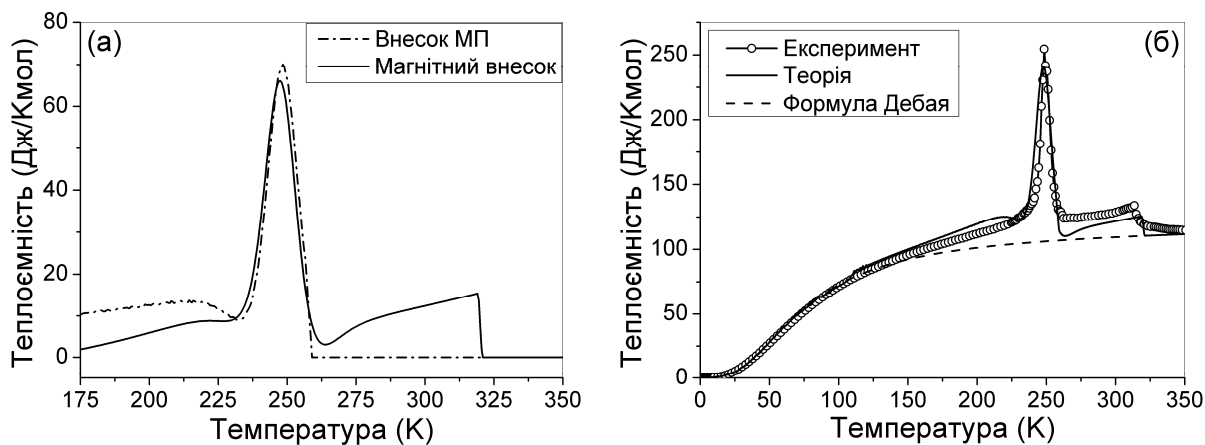 (а)
Внесок МП
Магнітний внесок
Теплоємність (Дж/Кмол)
80
60
40
20
0
175 200 225 250 275 300 325 350
Температура (К)
(б)
Експеримент
Теорія
Формула Дебая
Теплоємність (Дж/Кмол)
250
200
150
100
50
0
0 50 100 150 200 250 300 350
Температура (К)